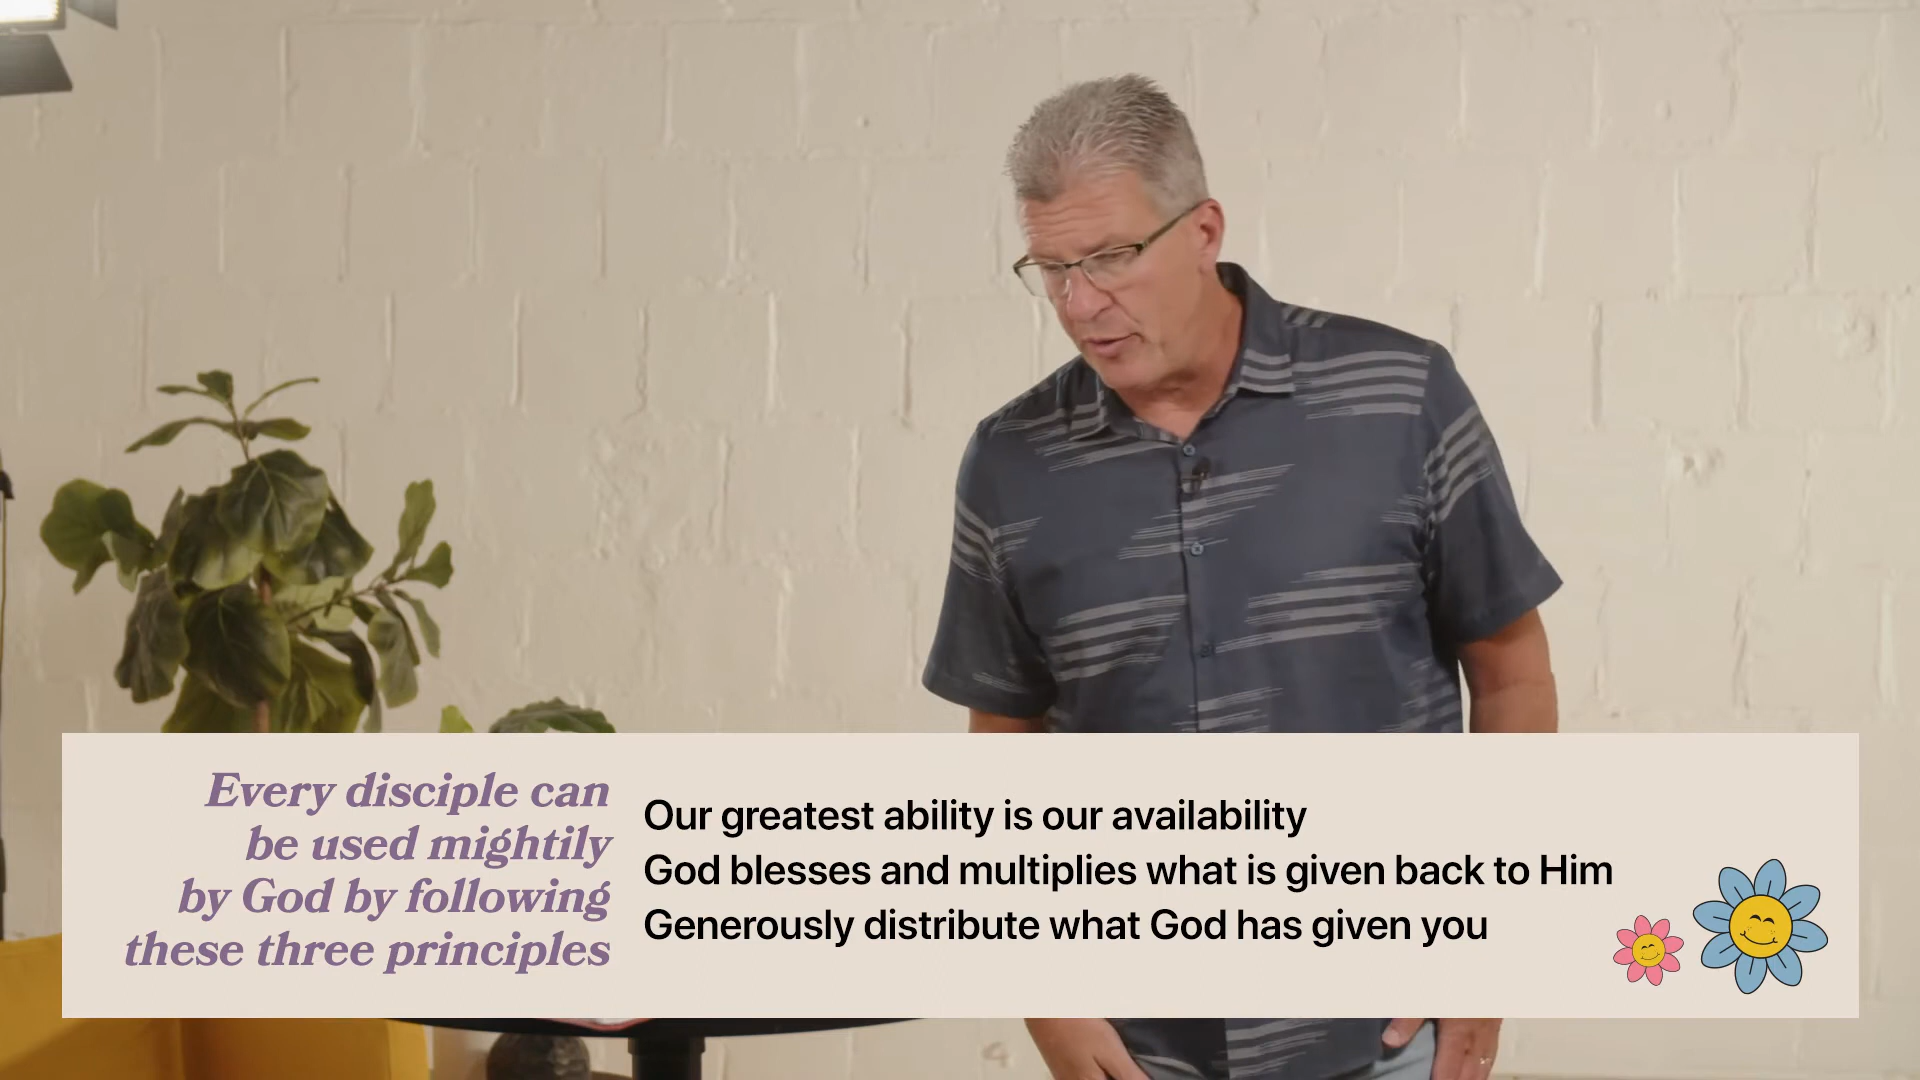 Every disciple can
be used mightily
by God by following
these three principles
Our greatest ability is our availability
God blesses and multiplies what is given back to Him
Generously distribute what God has given you